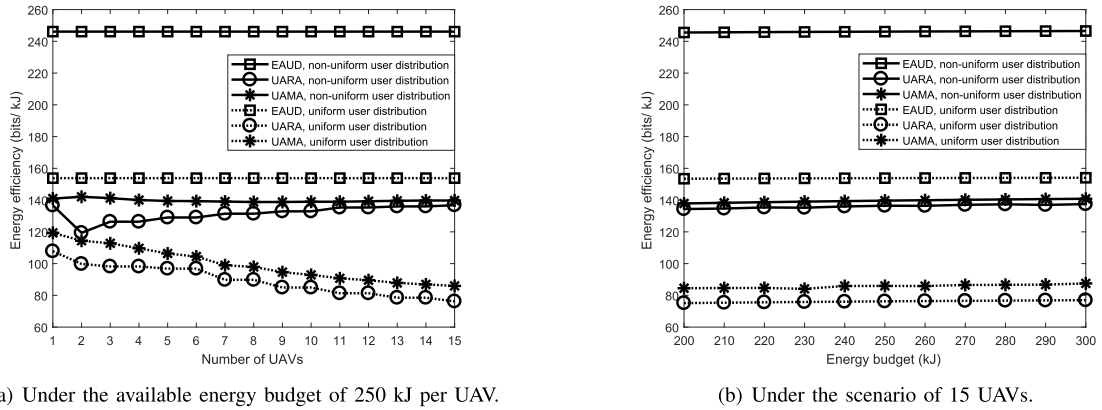 260
240
220
200
180
160
140
120
100
80
60
Energy efficiency (bits/ kJ)
EAUD, non-uniform user distribution
UARA, non-uniform user distribution
UAMA, non-uniform user distribution
EAUD, uniform user distribution
UARA, uniform user distribution
UAMA, uniform user distribution
1 2 3 4 5 6 7 8 9 10 11 12 13 14 15
Number of UAVs
a) Under the available energy budget of 250 kJ per UAV.
260
240
220
200
180
160
140
120
100
80
60
Energy efficiency (bits/ kJ)
EAUD, non-uniform user distribution
UARA, non-uniform user distribution
UAMA, non-uniform user distribution
EAUD, uniform user distribution
UARA, uniform user distribution
UAMA, uniform user distribution
200 210 220 230 240 250 260 270 280 290 300
Energy budget (kJ)
(b) Under the scenario of 15 UAVs.